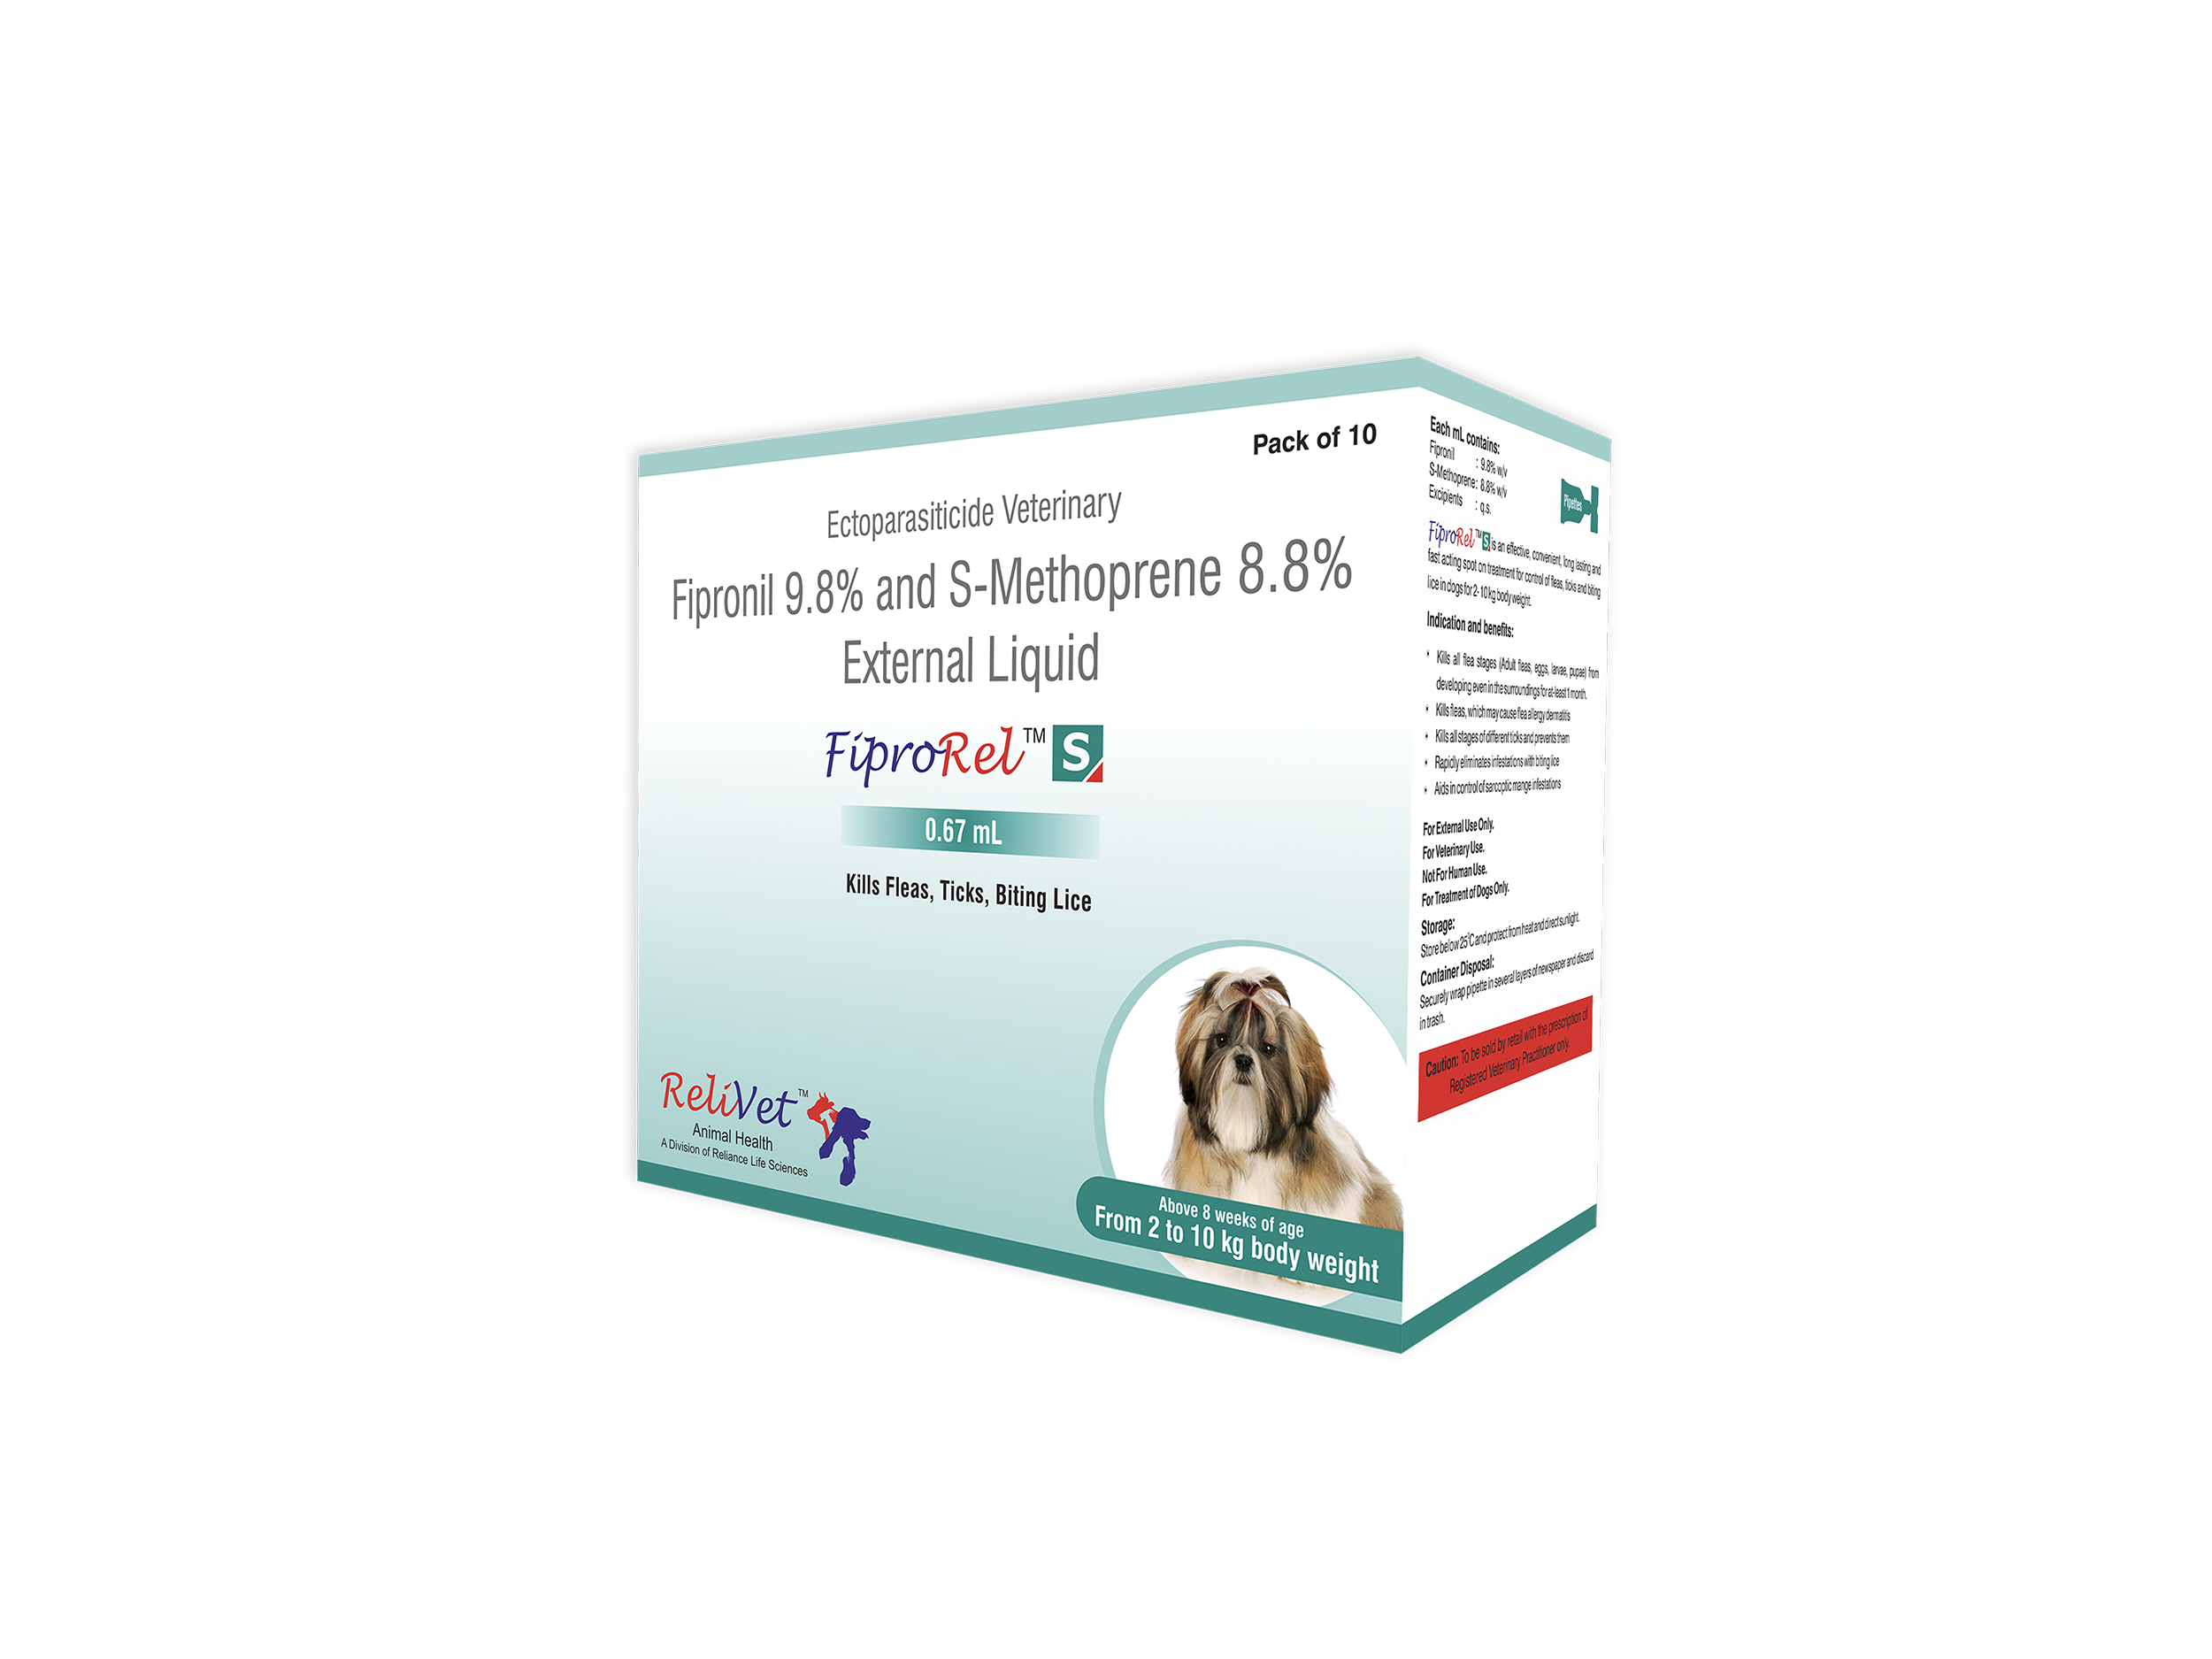 Pack of 10
Ectoparasiticide Veterinary
Fipronil 9.8% and S-Methoprene 8.8%
External Liquid
FiproRel™ S
0.67 mL
Kills Fleas, Ticks, Biting Lice
ReliVet™
Animal Health
A Division of Reliance Life Sciences
Above 8 weeks of age
From 2 to 10 kg body weight
Each mL contains:
Fipronil : 9.8% w/v
S-Methoprene : 8.8% w/v
Excipients : q.s.
Pipettes
FiproRel™ S is an effective, convenient, long lasting and
fast acting spot on treatment for control of fleas, ticks and biting
lice in dogs for 2-10 kg body weight.
Indication and benefits:
• Kills all flea stages (Adult fleas, eggs, larvae, pupae) from
developing even in the surroundings for at-least 1 month.
• Kills fleas, which may cause flea allergy dermatitis
• Kills all stages of different ticks and prevents them
• Rapidly eliminates infestations with biting lice
• Aids in control of sarcoptic mange infestations
For External Use Only.
For Veterinary Use.
Not For Human Use.
For Treatment of Dogs Only.
Storage:
Store below 25°C and protect from heat and direct sunlight
Container Disposal:
Securely wrap pipette in several layers of newspaper and discard
in trash.
Caution: To be sold by retail with the prescription of
Registered Veterinary Practitioner only.